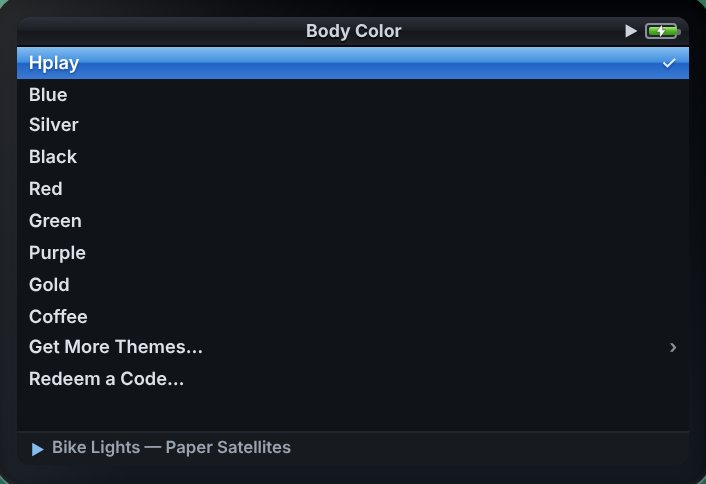 Body Color
Hplay
Blue
Silver
Black
Red
Green
Purple
Gold
Coffee
Get More Themes...
Redeem a Code...
Bike Lights — Paper Satellites